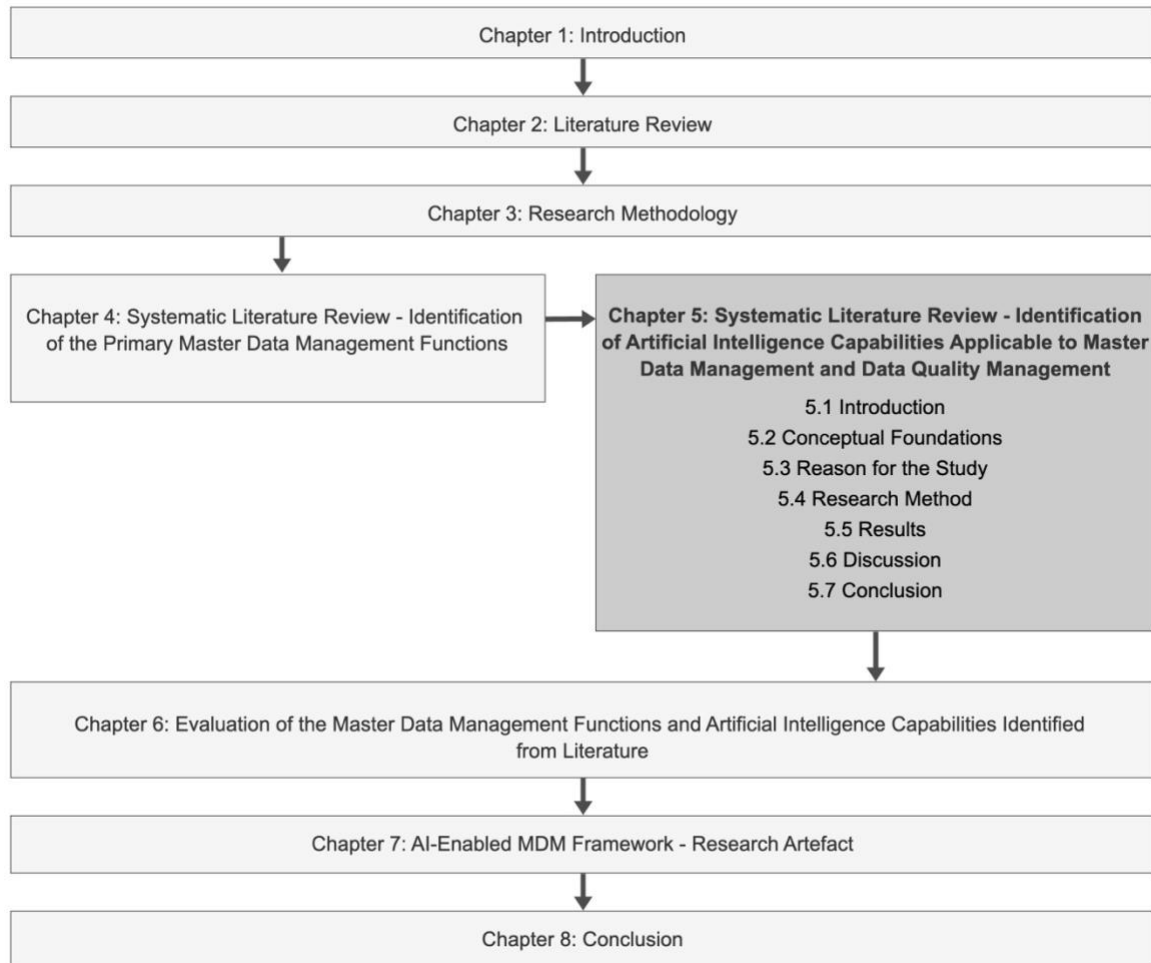 Chapter 1: Introduction
Chapter 2: Literature Review
Chapter 3: Research Methodology
Chapter 4: Systematic Literature Review - Identification
of the Primary Master Data Management Functions
Chapter 5: Systematic Literature Review - Identification
of Artificial Intelligence Capabilities Applicable to Master
Data Management and Data Quality Management
5.1 Introduction
5.2 Conceptual Foundations
5.3 Reason for the Study
5.4 Research Method
5.5 Results
5.6 Discussion
5.7 Conclusion
Chapter 6: Evaluation of the Master Data Management Functions and Artificial Intelligence Capabilities Identified
from Literature
Chapter 7: AI-Enabled MDM Framework - Research Artefact
Chapter 8: Conclusion